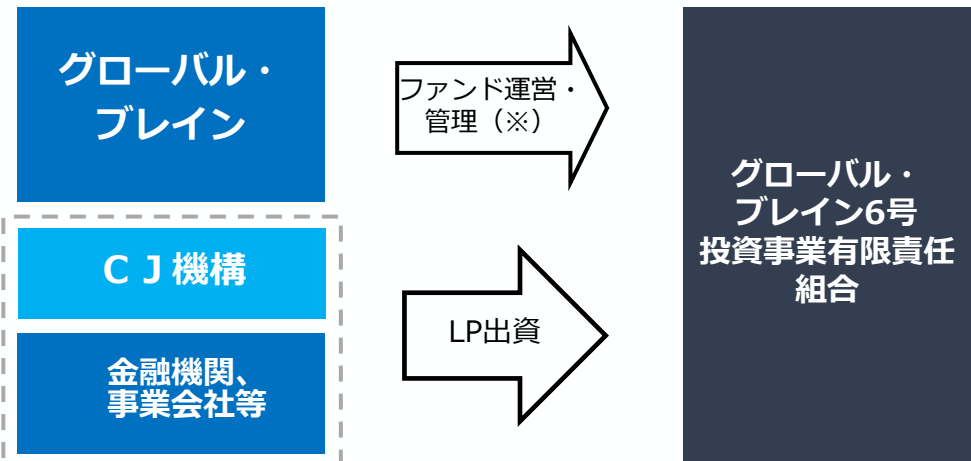 グローバル・
ブレイン
ファンド運営・
管理（※）
ＣＪ機構
金融機関、
事業会社等
LP出資
グローバル・
ブレイン6号
投資事業有限責任
組合